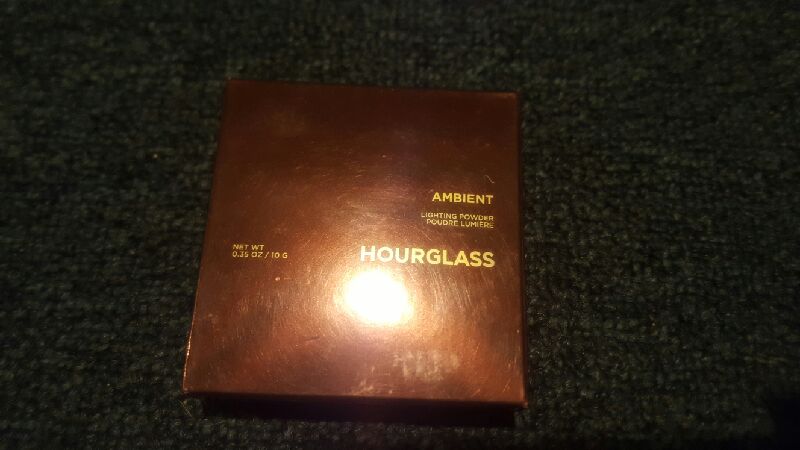 AMBIENT
LIGHTING POWDER
POUDRE LUMIÈRE
NET WT
0.35 OZ / 10 G
HOURGLASS